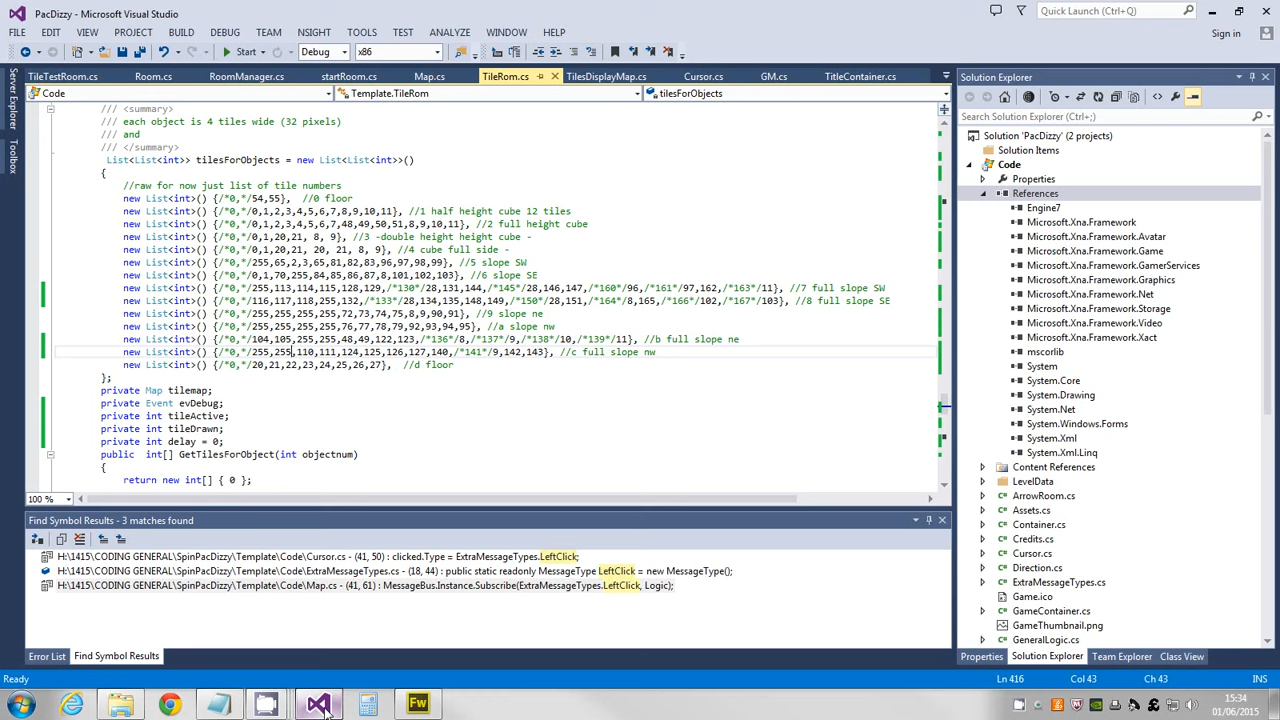 PacDizzy - Microsoft Visual Studio
Quick Launch (Ctrl+Q)
FILE EDIT VIEW PROJECT BUILD DEBUG TEAM NSIGHT TOOLS TEST ANALYZE WINDOW HELP
Sign in
Start Debug x86
Server Explorer
Toolbox
TileTestRoom.cs Room.cs RoomManager.cs startRoom.cs Map.cs TileRom.cs TilesDisplayMap.cs Cursor.cs GM.cs TitleContainer.cs
Code Template.TileRom tilesForObjects
/// <summary>
/// each object is 4 tiles wide (32 pixels)
/// and
/// </summary>
List<List<int>> tilesForObjects = new List<List<int>>()
{
//raw for now just list of tile numbers
new List<int>() {/*0,*/54,55}, //0 floor
new List<int>() {/*0,*/0,1,2,3,4,5,6,7,8,9,10,11}, //1 half height cube 12 tiles
new List<int>() {/*0,*/0,1,2,3,4,5,6,7,48,49,50,51,8,9,10,11}, //2 full height cube
new List<int>() {/*0,*/0,1,20,21, 8, 9}, //3 -double height height cube -
new List<int>() {/*0,*/0,1,20,21, 20, 21, 8, 9}, //4 cube full side -
new List<int>() {/*0,*/255,65,2,3,65,81,82,83,96,97,98,99}, //5 slope SW
new List<int>() {/*0,*/0,1,70,255,84,85,86,87,8,101,102,103}, //6 slope SE
new List<int>() {/*0,*/255,113,114,115,128,129,/*130*/28,131,144,/*145*/28,146,147,/*160*/96,/*161*/97,162,/*163*/11}, //7 full slope SW
new List<int>() {/*0,*/116,117,118,255,132,/*133*/28,134,135,148,149,/*150*/28,151,/*164*/8,165,/*166*/102,/*167*/103}, //8 full slope SE
new List<int>() {/*0,*/255,255,255,255,72,73,74,75,8,89,90,91}, //9 slope ne
new List<int>() {/*0,*/255,255,255,255,76,77,78,79,92,93,94,95}, //a slope nw
new List<int>() {/*0,*/104,105,255,255,48,49,122,123,/*136*/8,/*137*/9,/*138*/10,/*139*/11}, //b full slope ne
new List<int>() {/*0,*/255,255,110,111,124,125,126,127,140,/*141*/9,142,143}, //c full slope nw
new List<int>() {/*0,*/20,21,22,23,24,25,26,27}, //d floor
};
private Map tilemap;
private Event evDebug;
private int tileActive;
private int tileDrawn;
private int delay = 0;
public int[] GetTilesForObject(int objectnum)
{
return new int[] { 0 };
100 %
Find Symbol Results - 3 matches found
H:\1415\CODING GENERAL\SpinPacDizzy\Template\Code\Cursor.cs - (41, 50) : clicked.Type = ExtraMessageTypes.LeftClick;
H:\1415\CODING GENERAL\SpinPacDizzy\Template\Code\ExtraMessageTypes.cs - (18, 44) : public static readonly MessageType LeftClick = new MessageType();
H:\1415\CODING GENERAL\SpinPacDizzy\Template\Code\Map.cs - (41, 61) : MessageBus.Instance.Subscribe(ExtraMessageTypes.LeftClick, Logic);
Error List Find Symbol Results
Solution Explorer
Search Solution Explorer (Ctrl+;)
Solution 'PacDizzy' (2 projects)
Solution Items
Code
Properties
References
Engine7
Microsoft.Xna.Framework
Microsoft.Xna.Framework.Avatar
Microsoft.Xna.Framework.Game
Microsoft.Xna.Framework.GamerServices
Microsoft.Xna.Framework.Graphics
Microsoft.Xna.Framework.Net
Microsoft.Xna.Framework.Storage
Microsoft.Xna.Framework.Video
Microsoft.Xna.Framework.Xact
mscorlib
System
System.Core
System.Drawing
System.Net
System.Windows.Forms
System.Xml
System.Xml.Linq
Content References
LevelData
ArrowRoom.cs
Assets.cs
Container.cs
Credits.cs
Cursor.cs
Direction.cs
ExtraMessageTypes.cs
Game.ico
GameContainer.cs
GameThumbnail.png
GeneralLogic.cs
Properties Solution Explorer Team Explorer Class View
Ready Ln 416 Col 43 Ch 43 INS
Fw
15:34
01/06/2015